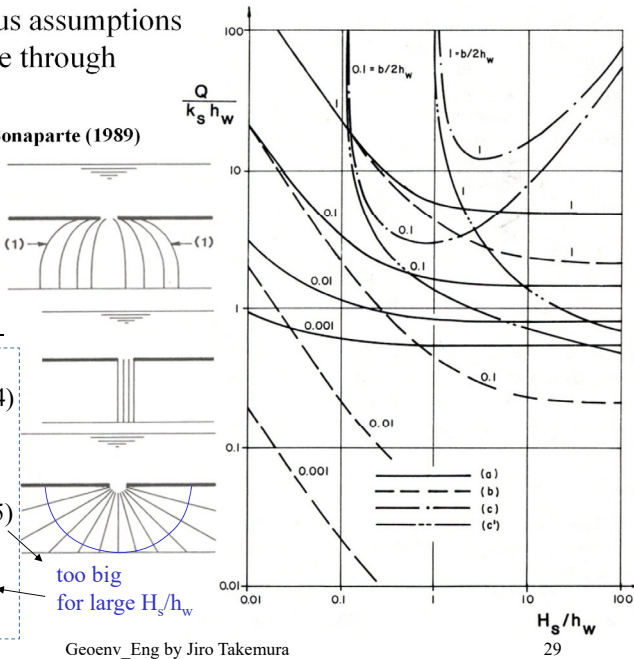 us assumptions
e through
Bonaparte (1989)
(1)
(1)
4)
5)
too big
for large Hs/hw
Q
ks hw
100
10
1
0.1
0.01
0.1 = b/2hw
1 = b/2hw
1
1
1
1
1
0.1
0.1
0.1
0.01
0.001
0.1
0.01
0.001
(a)
(b)
(c)
(c')
0.01
0.1
1
10
100
Hs/hw
Geoenv_Eng by Jiro Takemura
29